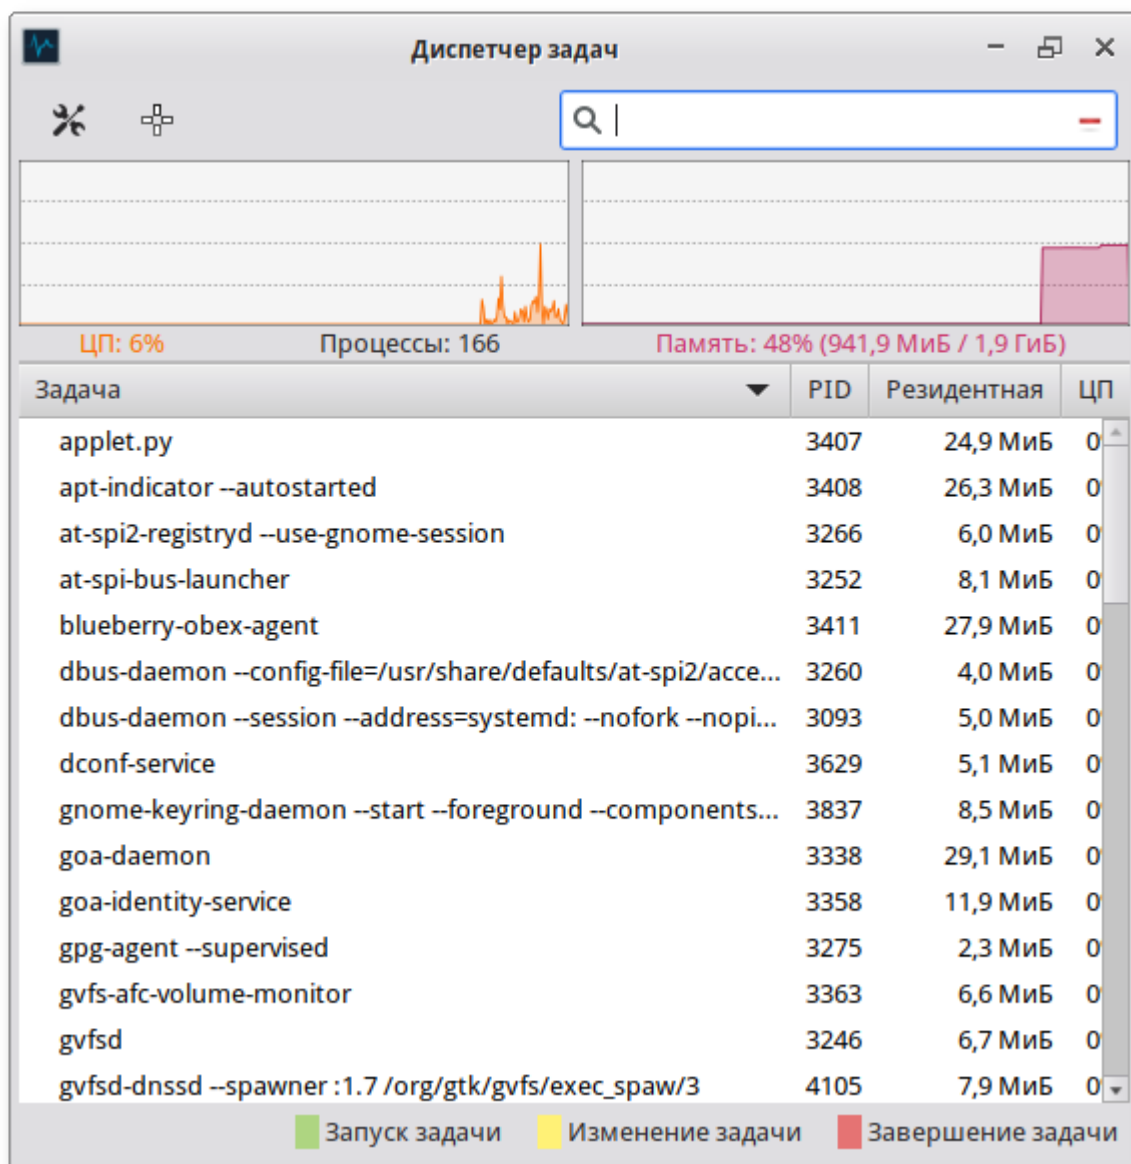 Диспетчер задач
ЦП: 6% Процессы: 166 Память: 48% (941,9 МиБ / 1,9 ГиБ)
Задача PID Резидентная ЦП
applet.py 3407 24,9 МиБ 0
apt-indicator --autostarted 3408 26,3 МиБ 0
at-spi2-registryd --use-gnome-session 3266 6,0 МиБ 0
at-spi-bus-launcher 3252 8,1 МиБ 0
blueberry-obex-agent 3411 27,9 МиБ 0
dbus-daemon --config-file=/usr/share/defaults/at-spi2/acce... 3260 4,0 МиБ 0
dbus-daemon --session --address=systemd: --nofork --nopi... 3093 5,0 МиБ 0
dconf-service 3629 5,1 МиБ 0
gnome-keyring-daemon --start --foreground --components... 3837 8,5 МиБ 0
goa-daemon 3338 29,1 МиБ 0
goa-identity-service 3358 11,9 МиБ 0
gpg-agent --supervised 3275 2,3 МиБ 0
gvfs-afc-volume-monitor 3363 6,6 МиБ 0
gvfsd 3246 6,7 МиБ 0
gvfsd-dnssd --spawner :1.7 /org/gtk/gvfs/exec_spaw/3 4105 7,9 МиБ 0
Запуск задачи Изменение задачи Завершение задачи